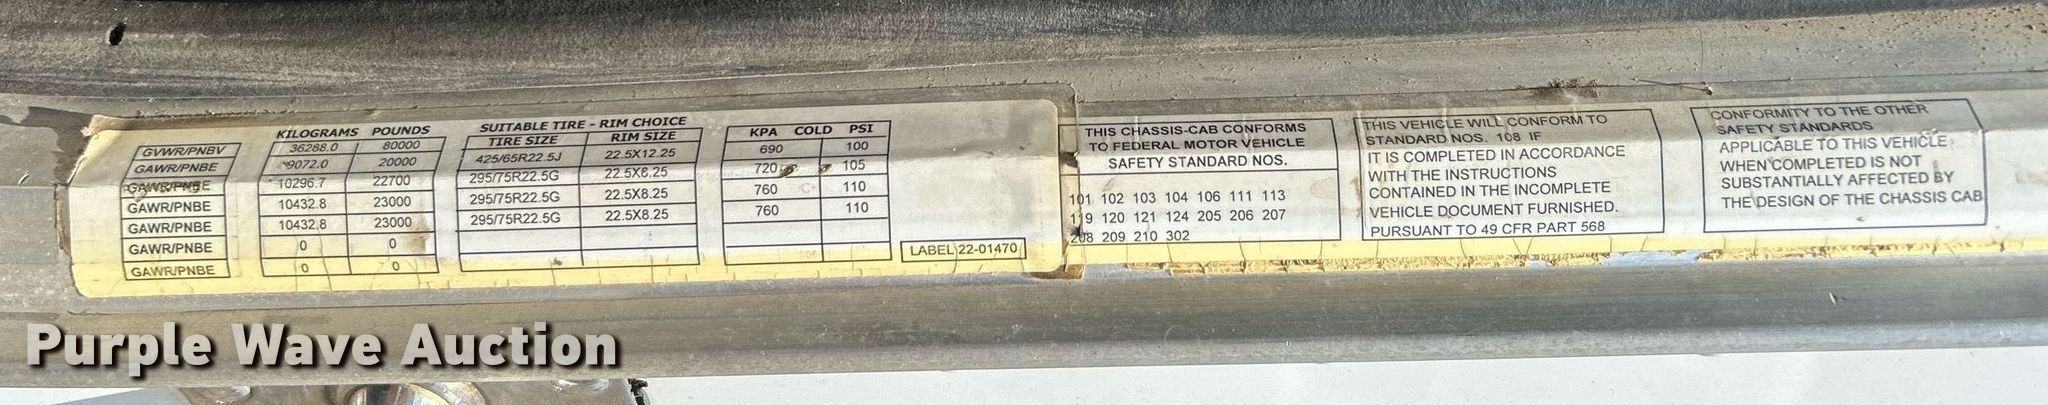 KILOGRAMS POUNDS
GVWR/PNBV 36288.0 80000
GAWR/PNBE 9072.0 20000
GAWR/PNBE 10296.7 22700
GAWR/PNBE 10432.8 23000
GAWR/PNBE 10432.8 23000
GAWR/PNBE 0 0
GAWR/PNBE 0 0
SUITABLE TIRE - RIM CHOICE
TIRE SIZE RIM SIZE
425/65R22.5J 22.5X12.25
295/75R22.5G 22.5X8.25
295/75R22.5G 22.5X8.25
295/75R22.5G 22.5X8.25
KPA COLD PSI
690 100
720 105
760 110
760 110
LABEL 22-01470
THIS CHASSIS-CAB CONFORMS
TO FEDERAL MOTOR VEHICLE
SAFETY STANDARD NOS.
101 102 103 104 106 111 113
119 120 121 124 205 206 207
208 209 210 302
THIS VEHICLE WILL CONFORM TO
STANDARD NOS. 108 IF
IT IS COMPLETED IN ACCORDANCE
WITH THE INSTRUCTIONS
CONTAINED IN THE INCOMPLETE
VEHICLE DOCUMENT FURNISHED.
PURSUANT TO 49 CFR PART 568
CONFORMITY TO THE OTHER
SAFETY STANDARDS
APPLICABLE TO THIS VEHICLE
WHEN COMPLETED IS NOT
SUBSTANTIALLY AFFECTED BY
THE DESIGN OF THE CHASSIS CAB
Purple Wave Auction